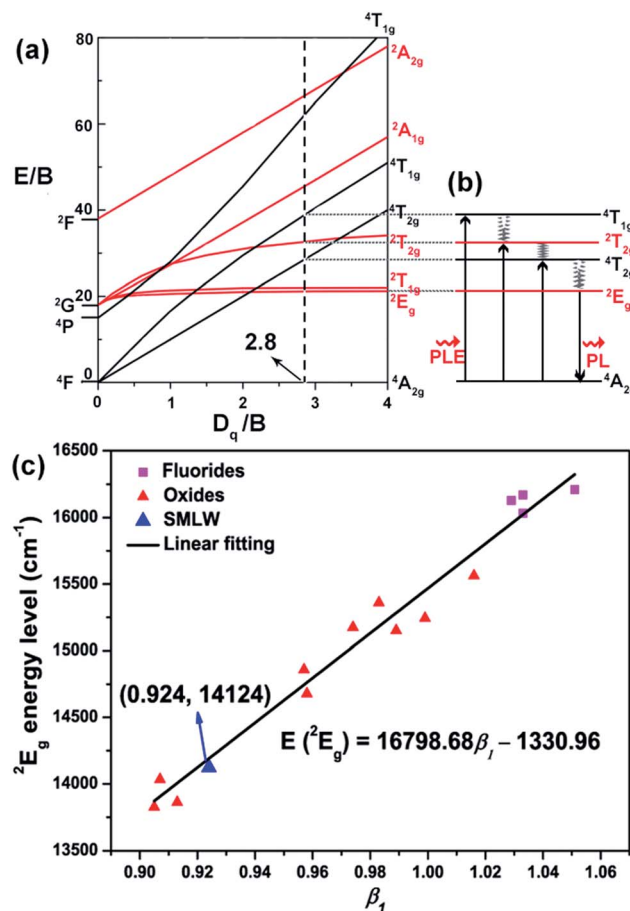 (a)
E/B
80
60
40
20
0
²F
²G
⁴P
⁴F
⁴T₁g
²A₂g
²A₁g
⁴T₁g
⁴T₂g
²T₂g
²T₁g
²Eg
⁴A₂g
2.8
0 1 2 3 4
Dq/B
(b)
⁴T₁g
²T₂g
⁴T₂g
²Eg
PLE
PL
⁴A₂
(c)
Fluorides
Oxides
SMLW
Linear fitting
(0.924, 14124)
E (²Eg) = 16798.68βI – 1330.96
²Eg energy level (cm⁻¹)
16500
16000
15500
15000
14500
14000
13500
0.90 0.92 0.94 0.96 0.98 1.00 1.02 1.04 1.06
β₁